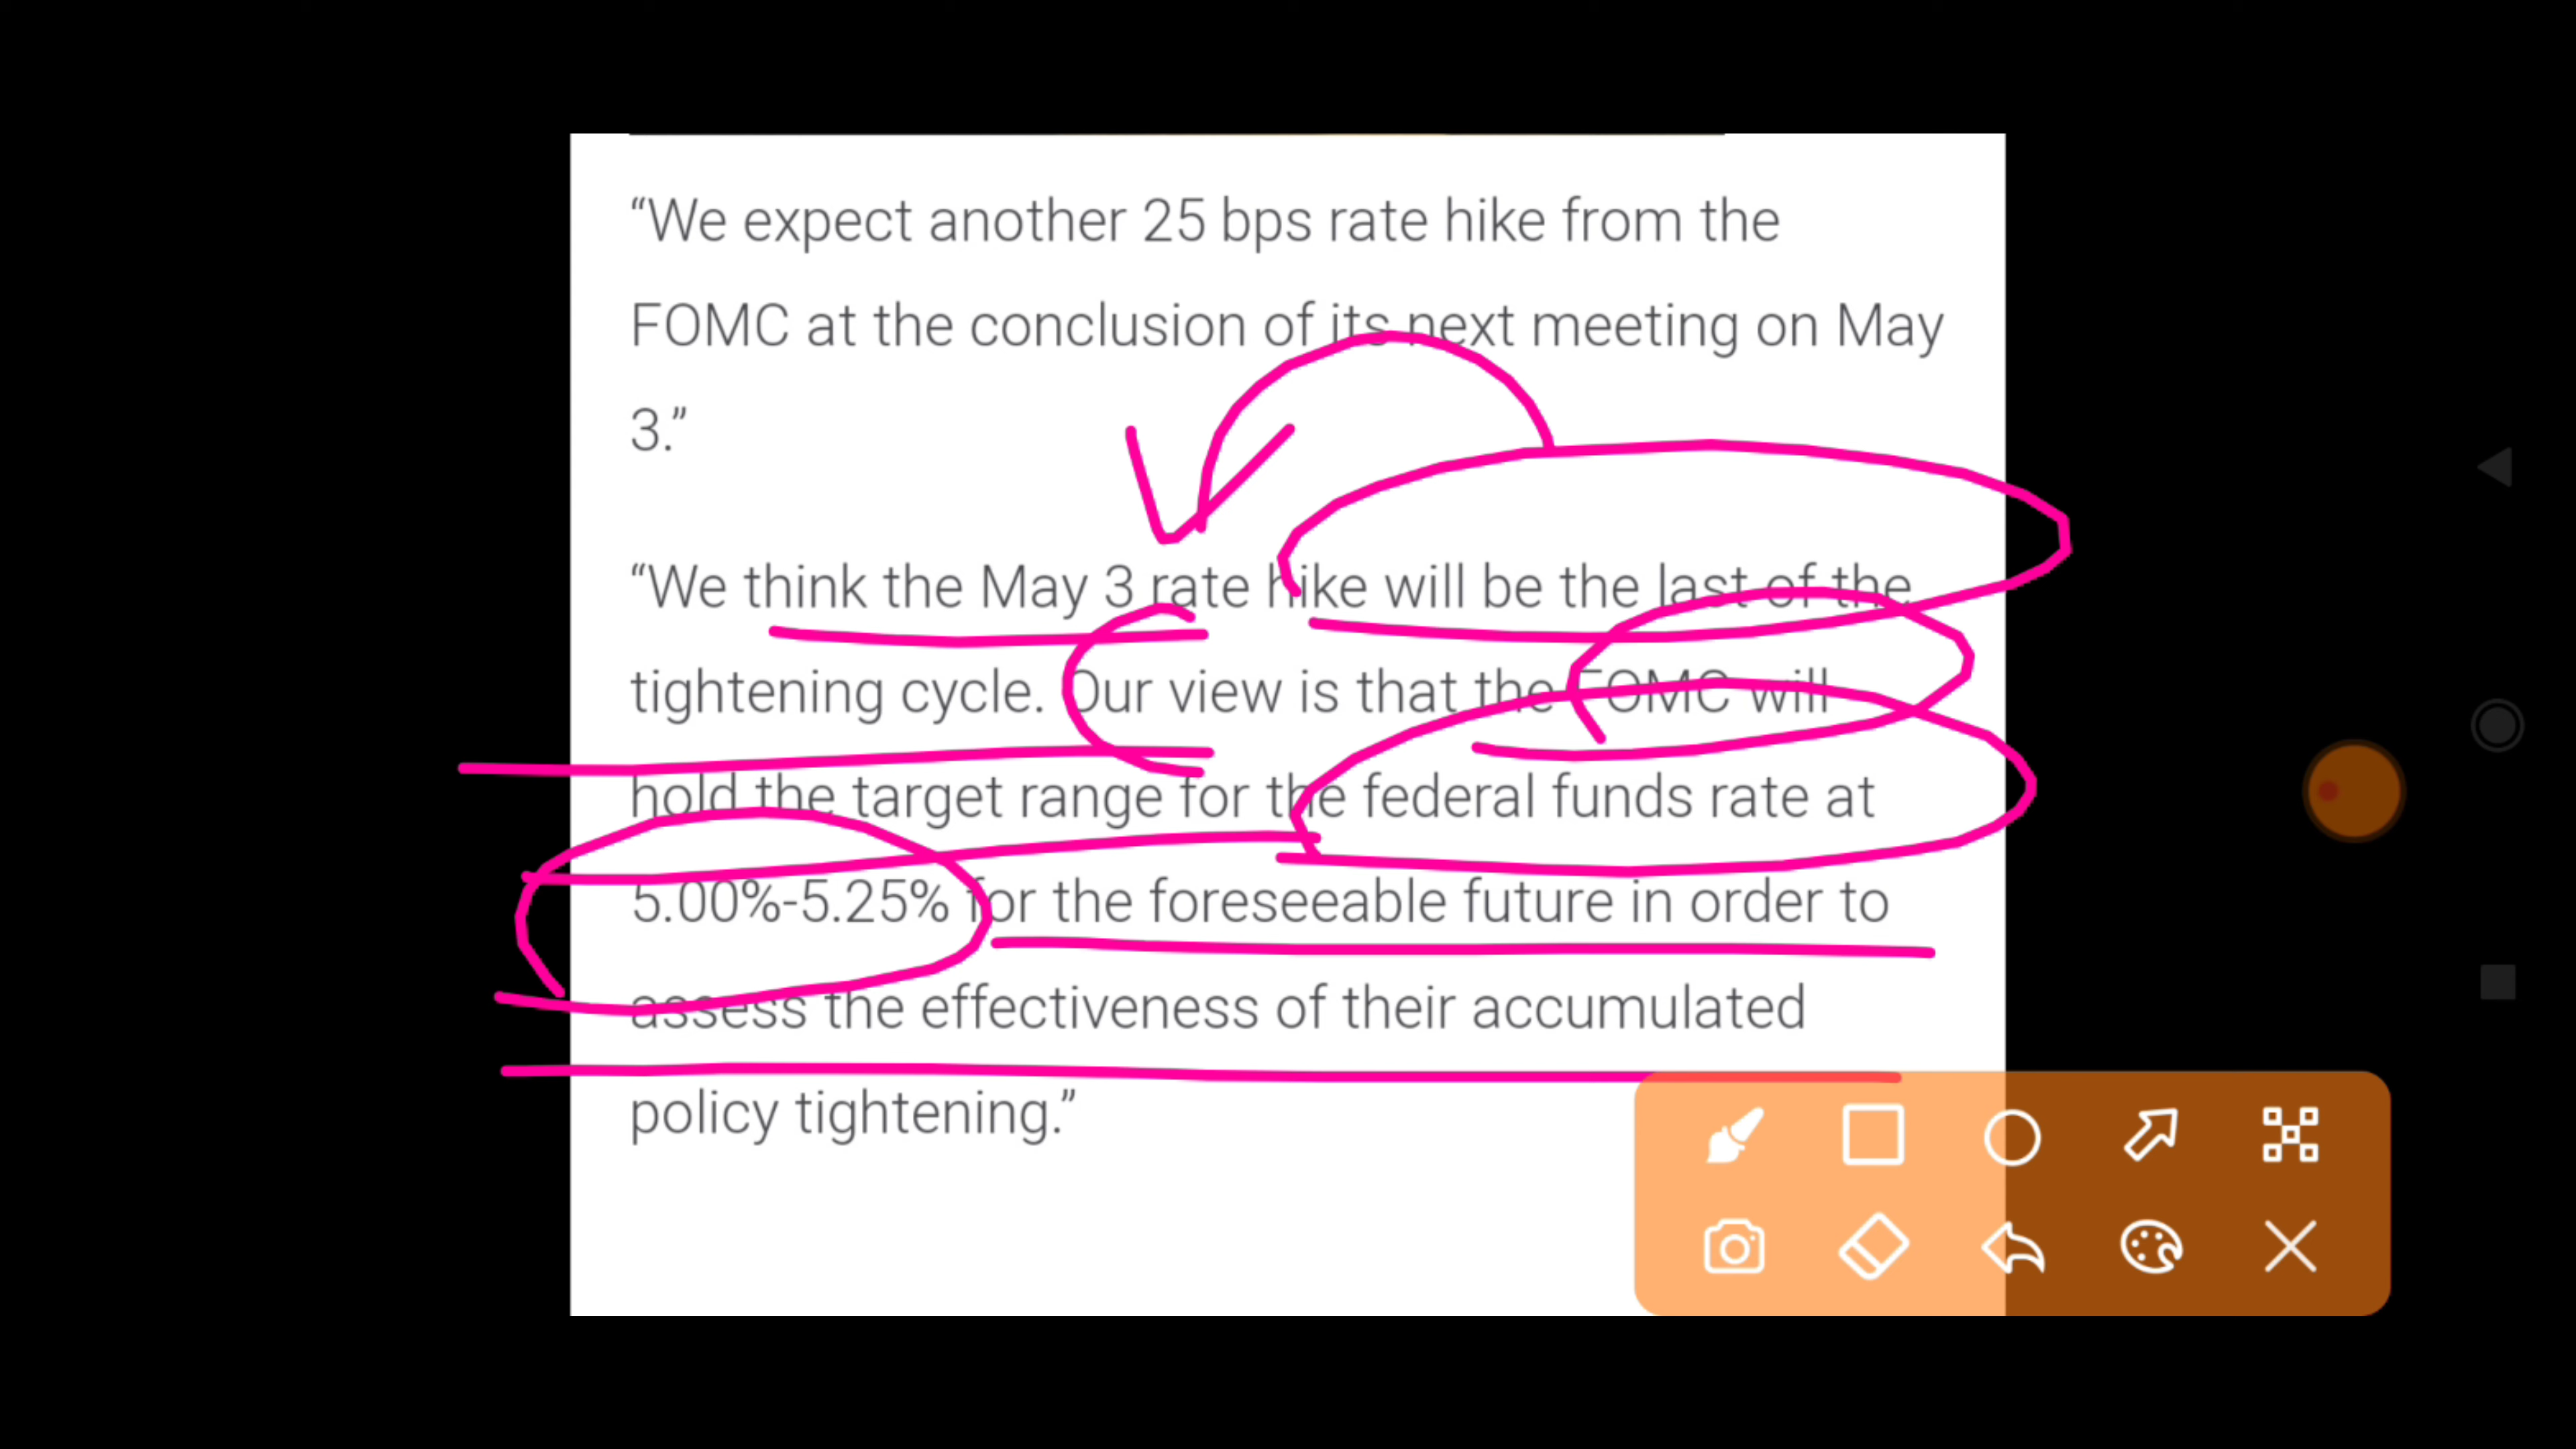 “We expect another 25 bps rate hike from the
FOMC at the conclusion of its next meeting on May
3.”
“We think the May 3 rate hike will be the last of the
tightening cycle. Our view is that the FOMC will
hold the target range for the federal funds rate at
5.00%-5.25% for the foreseeable future in order to
assess the effectiveness of their accumulated
policy tightening.”